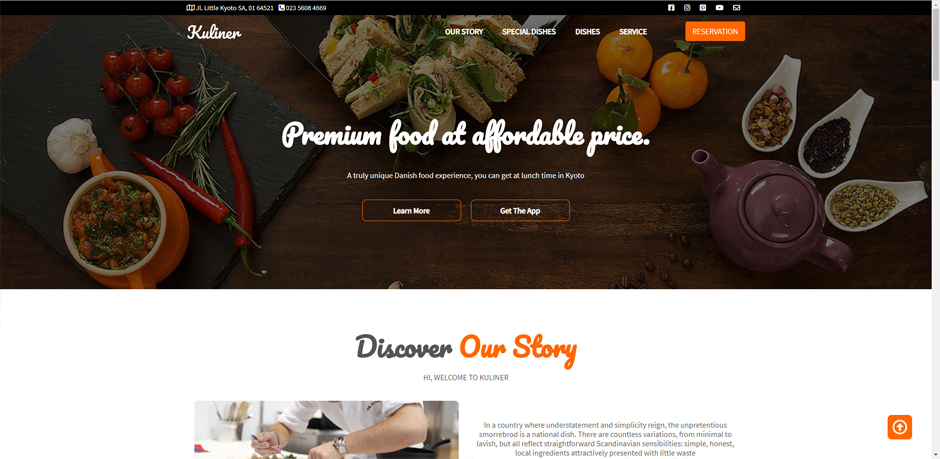 Jl. Little Kyoto SA, 01 64521 023 5608 4669
Kuliner
OUR STORY SPECIAL DISHES DISHES SERVICE RESERVATION
Premium food at affordable price.
A truly unique Danish food experience, you can get at lunch time in Kyoto
Learn More Get The App
Discover Our Story
HI, WELCOME TO KULINER
In a country where understatement and simplicity reign, the unpretentious
smorrebrod is a national dish. There are countless variations, from minimal to
lavish, but all reflect straightforward Scandinavian sensibilities: simple, honest,
local ingredients attractively presented with little waste